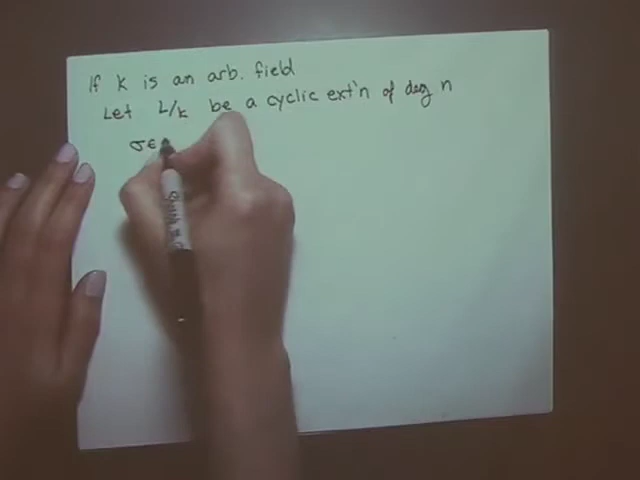 If k is an arb. field
Let L/k be a cyclic ext'n of deg n
σ∈